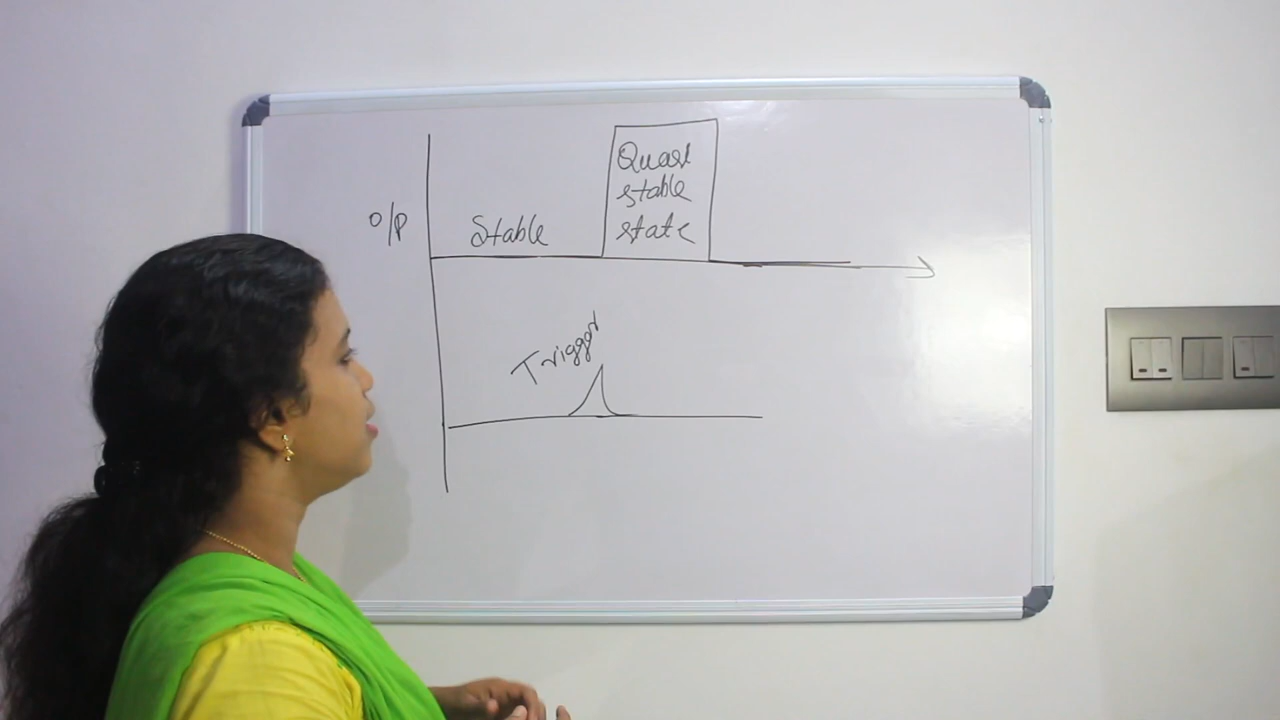 O/P
Stable
Quasi
stable
state
Trigger